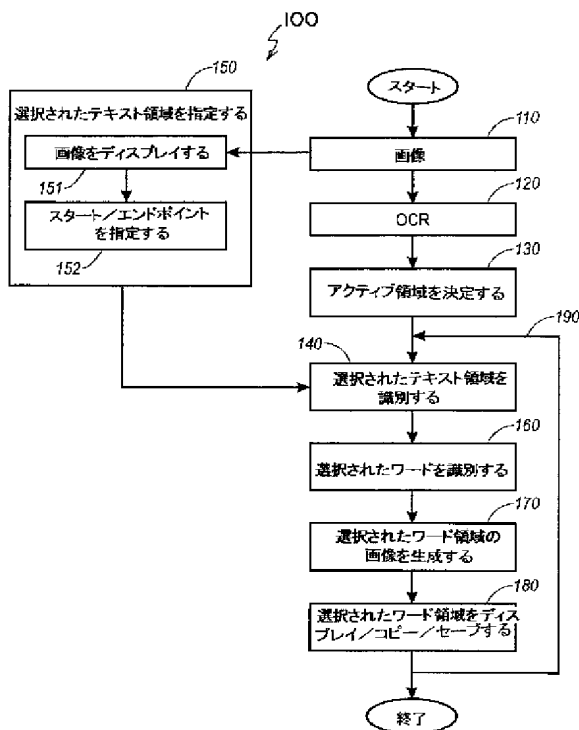 100
150
選択されたテキスト領域を指定する
画像をディスプレイする
151
スタート/エンドポイント
を指定する
152
スタート
110
画像
120
OCR
130
アクティブ領域を決定する
190
140
選択されたテキスト領域を
識別する
160
選択されたワードを識別する
170
選択されたワード領域の
画像を生成する
180
選択されたワード領域をディス
プレイ/コピー/セーブする
終了